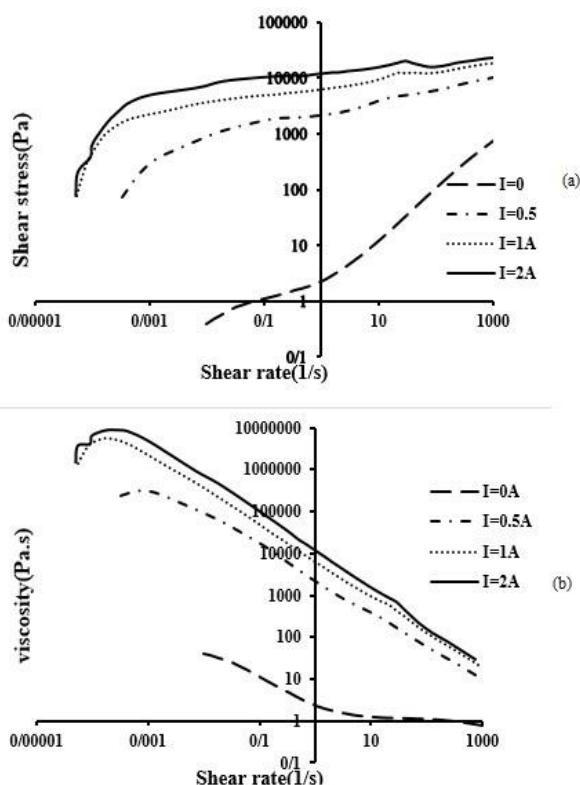 100000
10000
1000
100
10
1
0/1
Shear stress(Pa)
I=0
I=0.5
I=1A
I=2A
(a)
0/00001 0/001 0/1 10 1000
Shear rate(1/s)
10000000
1000000
100000
10000
1000
100
10
1
0/1
viscosity(Pa.s)
I=0A
I=0.5A
I=1A
I=2A
(b)
0/00001 0/001 0/1 10 1000
Shear rate(1/s)